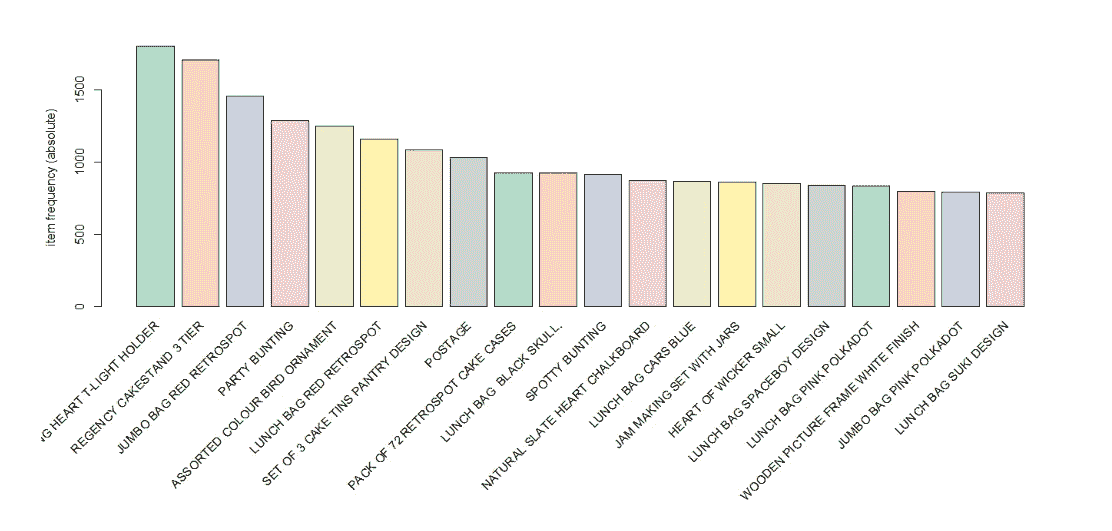 item frequency (absolute)
1500
1000
500
0
G HEART T-LIGHT HOLDER
REGENCY CAKESTAND 3 TIER
JUMBO BAG RED RETROSPOT
PARTY BUNTING
ASSORTED COLOUR BIRD ORNAMENT
LUNCH BAG RED RETROSPOT
SET OF 3 CAKE TINS PANTRY DESIGN
POSTAGE
PACK OF 72 RETROSPOT CAKE CASES
LUNCH BAG BLACK SKULL.
SPOTTY BUNTING
NATURAL SLATE HEART CHALKBOARD
LUNCH BAG CARS BLUE
JAM MAKING SET WITH JARS
HEART OF WICKER SMALL
LUNCH BAG SPACEBOY DESIGN
LUNCH BAG PINK POLKADOT
WOODEN PICTURE FRAME WHITE FINISH
JUMBO BAG PINK POLKADOT
LUNCH BAG SUKI DESIGN